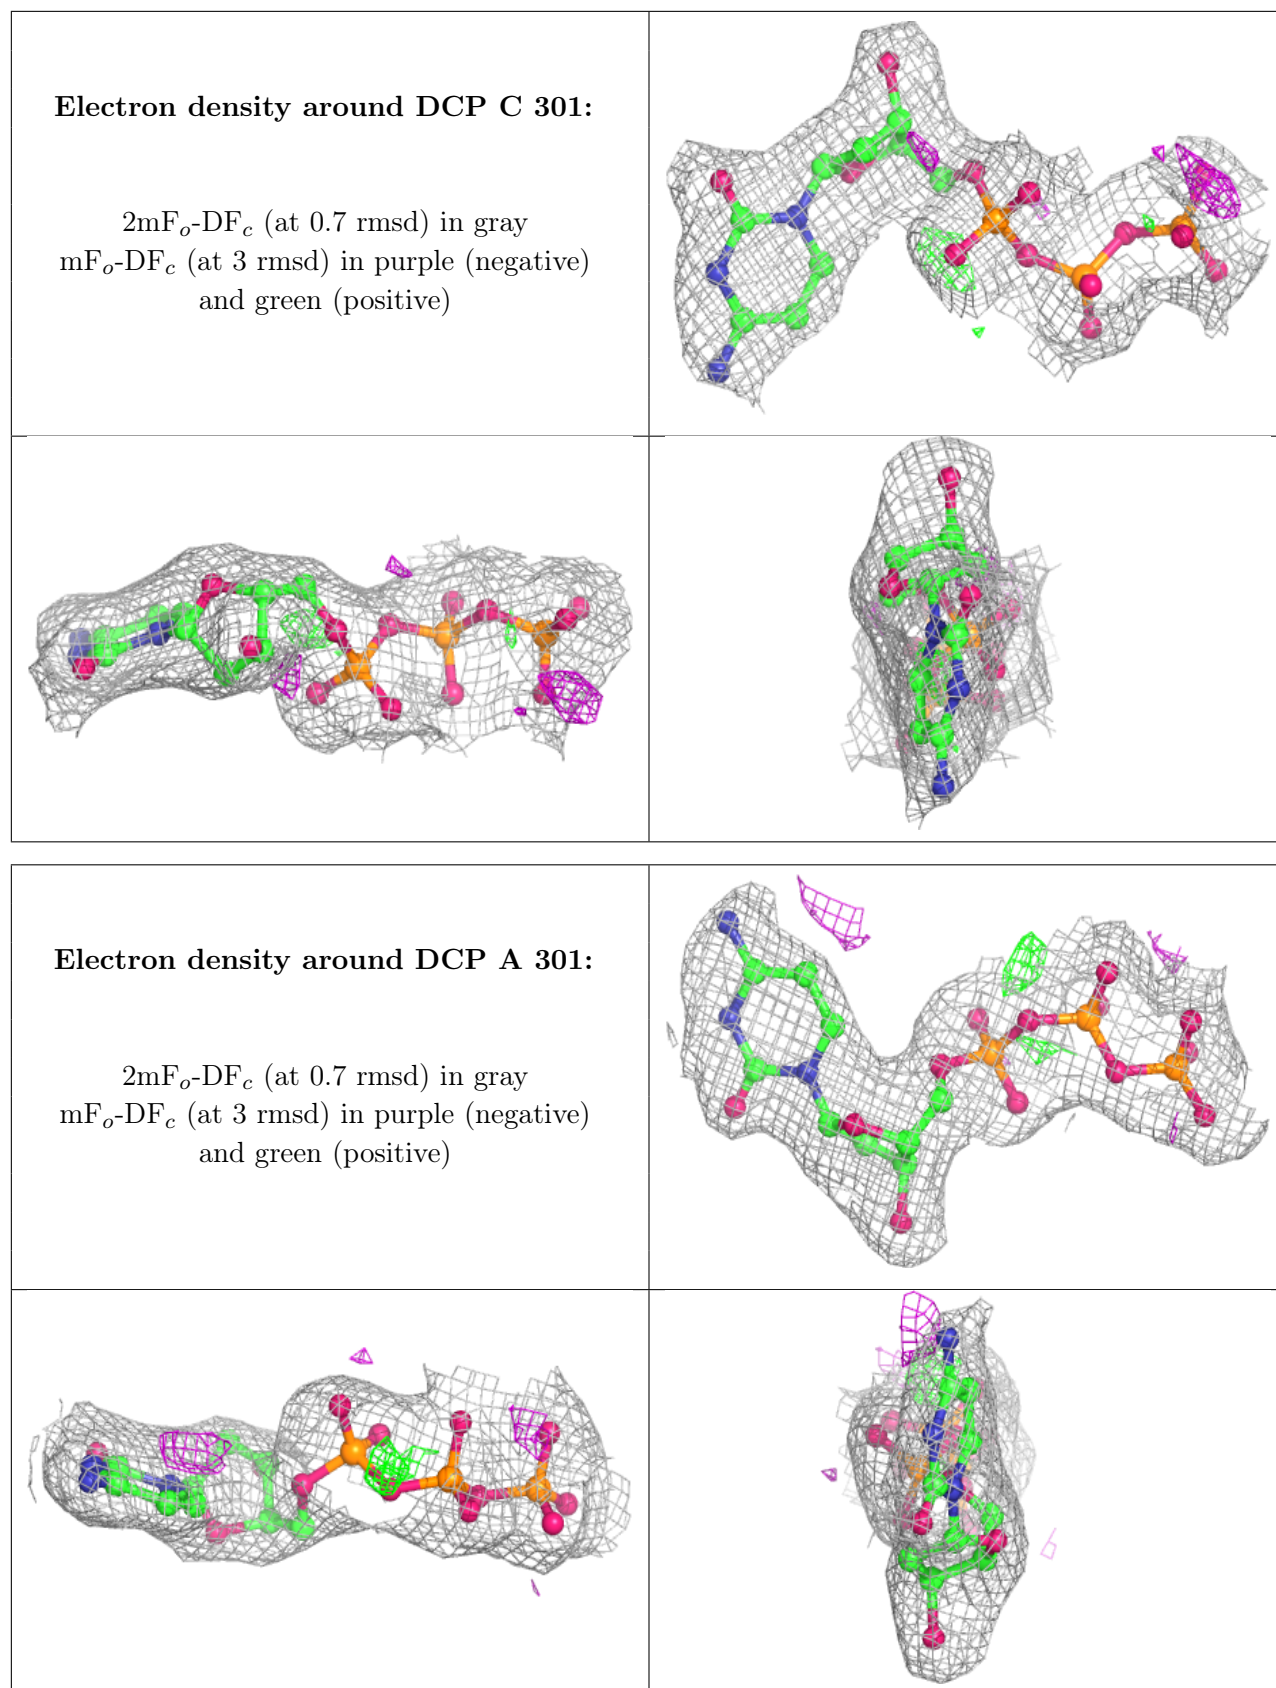 Electron density around DCP C 301:
2mFo-DFc (at 0.7 rmsd) in gray
mFo-DFc (at 3 rmsd) in purple (negative)
and green (positive)
Electron density around DCP A 301:
2mFo-DFc (at 0.7 rmsd) in gray
mFo-DFc (at 3 rmsd) in purple (negative)
and green (positive)